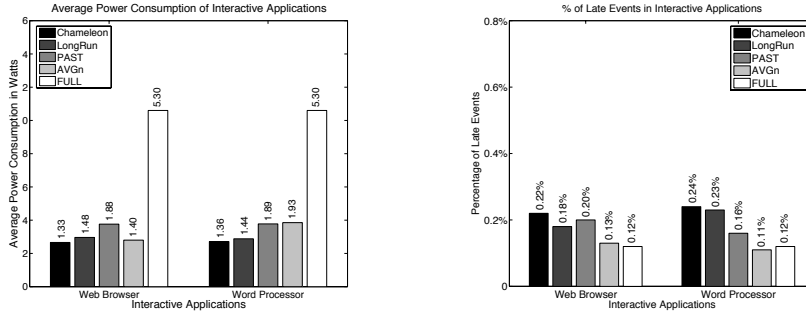 Average Power Consumption of Interactive Applications
6
4
2
0
8
6
4
2
0
Average Power Consumption in Watts
Chameleon
LongRun
PAST
AVGn
FULL
1.33
1.48
1.88
1.40
5.30
1.36
1.44
1.89
1.93
5.30
Web Browser
Word Processor
Interactive Applications
% of Late Events in Interactive Applications
0.8%
0.6%
0.4%
0.2%
0%
Percentage of Late Events
Chameleon
LongRun
PAST
AVGn
FULL
0.22%
0.18%
0.20%
0.13%
0.12%
0.24%
0.23%
0.16%
0.11%
0.12%
Web Browser
Word Processor
Interactive Applications